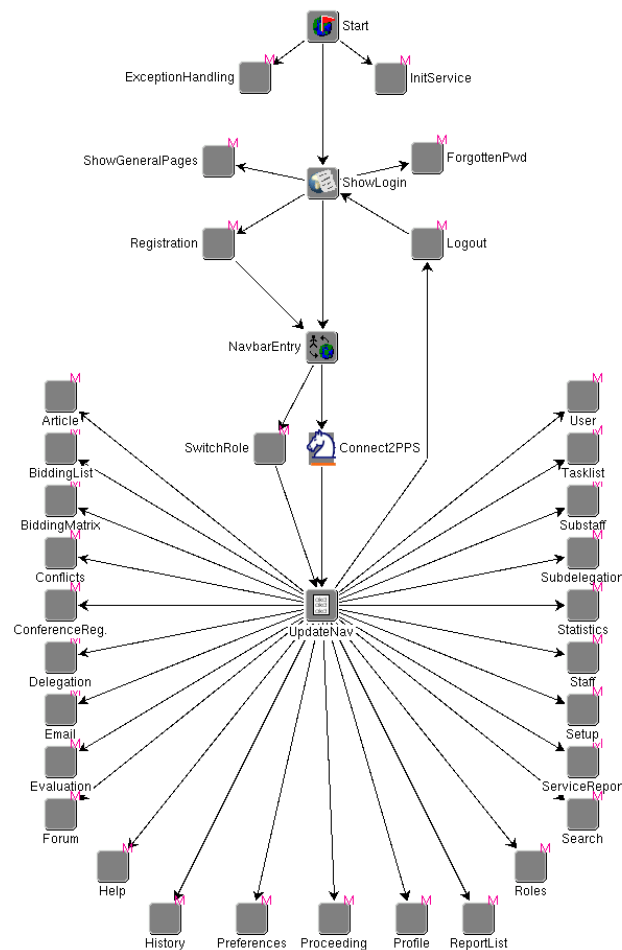 Start
M
M
ExceptionHandling
InitService
M
M
ShowGeneralPages
ForgottenPwd
ShowLogin
M
M
Registration
Logout
NavbarEntry
M
M
Article
User
M
SwitchRole
Connect2PPS
M
M
BiddingList
Tasklist
M
M
BiddingMatrix
Substaff
M
M
Conflicts
Subdelegation
M
M
ConferenceReg.
Statistics
UpdateNav
M
M
Delegation
Staff
M
M
Email
Setup
M
M
Evaluation
ServiceRepor
M
M
Forum
Search
M
M
Help
Roles
M
M
M
M
M
History
Preferences
Proceeding
Profile
ReportList